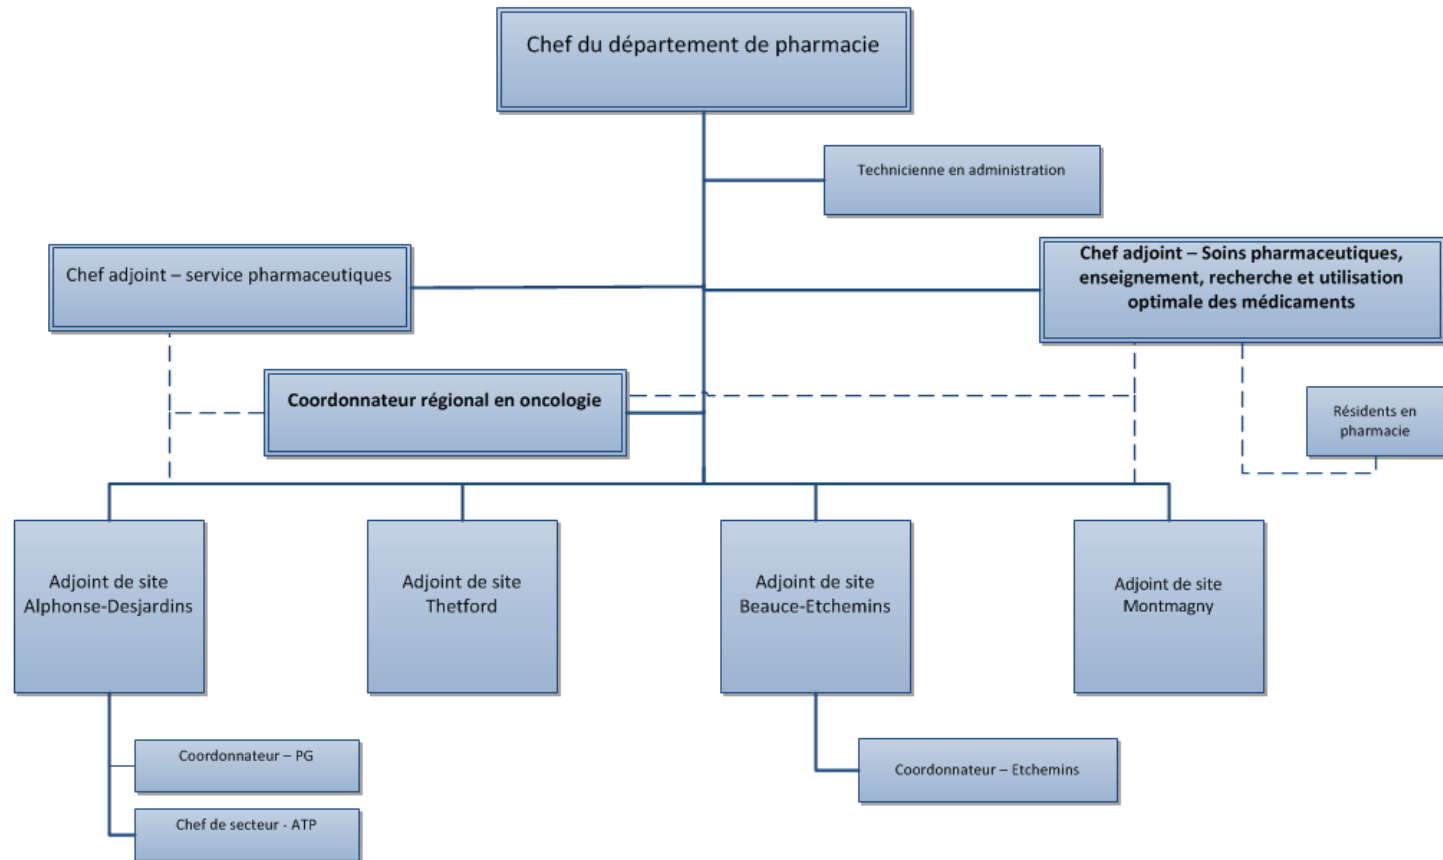 Chef du département de pharmacie
Technicienne en administration
Chef adjoint – service pharmaceutiques
Chef adjoint – Soins pharmaceutiques,
enseignement, recherche et utilisation
optimale des médicaments
Coordonnateur régional en oncologie
Résidents en
pharmacie
Adjoint de site
Alphonse-Desjardins
Adjoint de site
Thetford
Adjoint de site
Beauce-Etchemins
Adjoint de site
Montmagny
Coordonnateur – PG
Coordonnateur – Etchemins
Chef de secteur - ATP